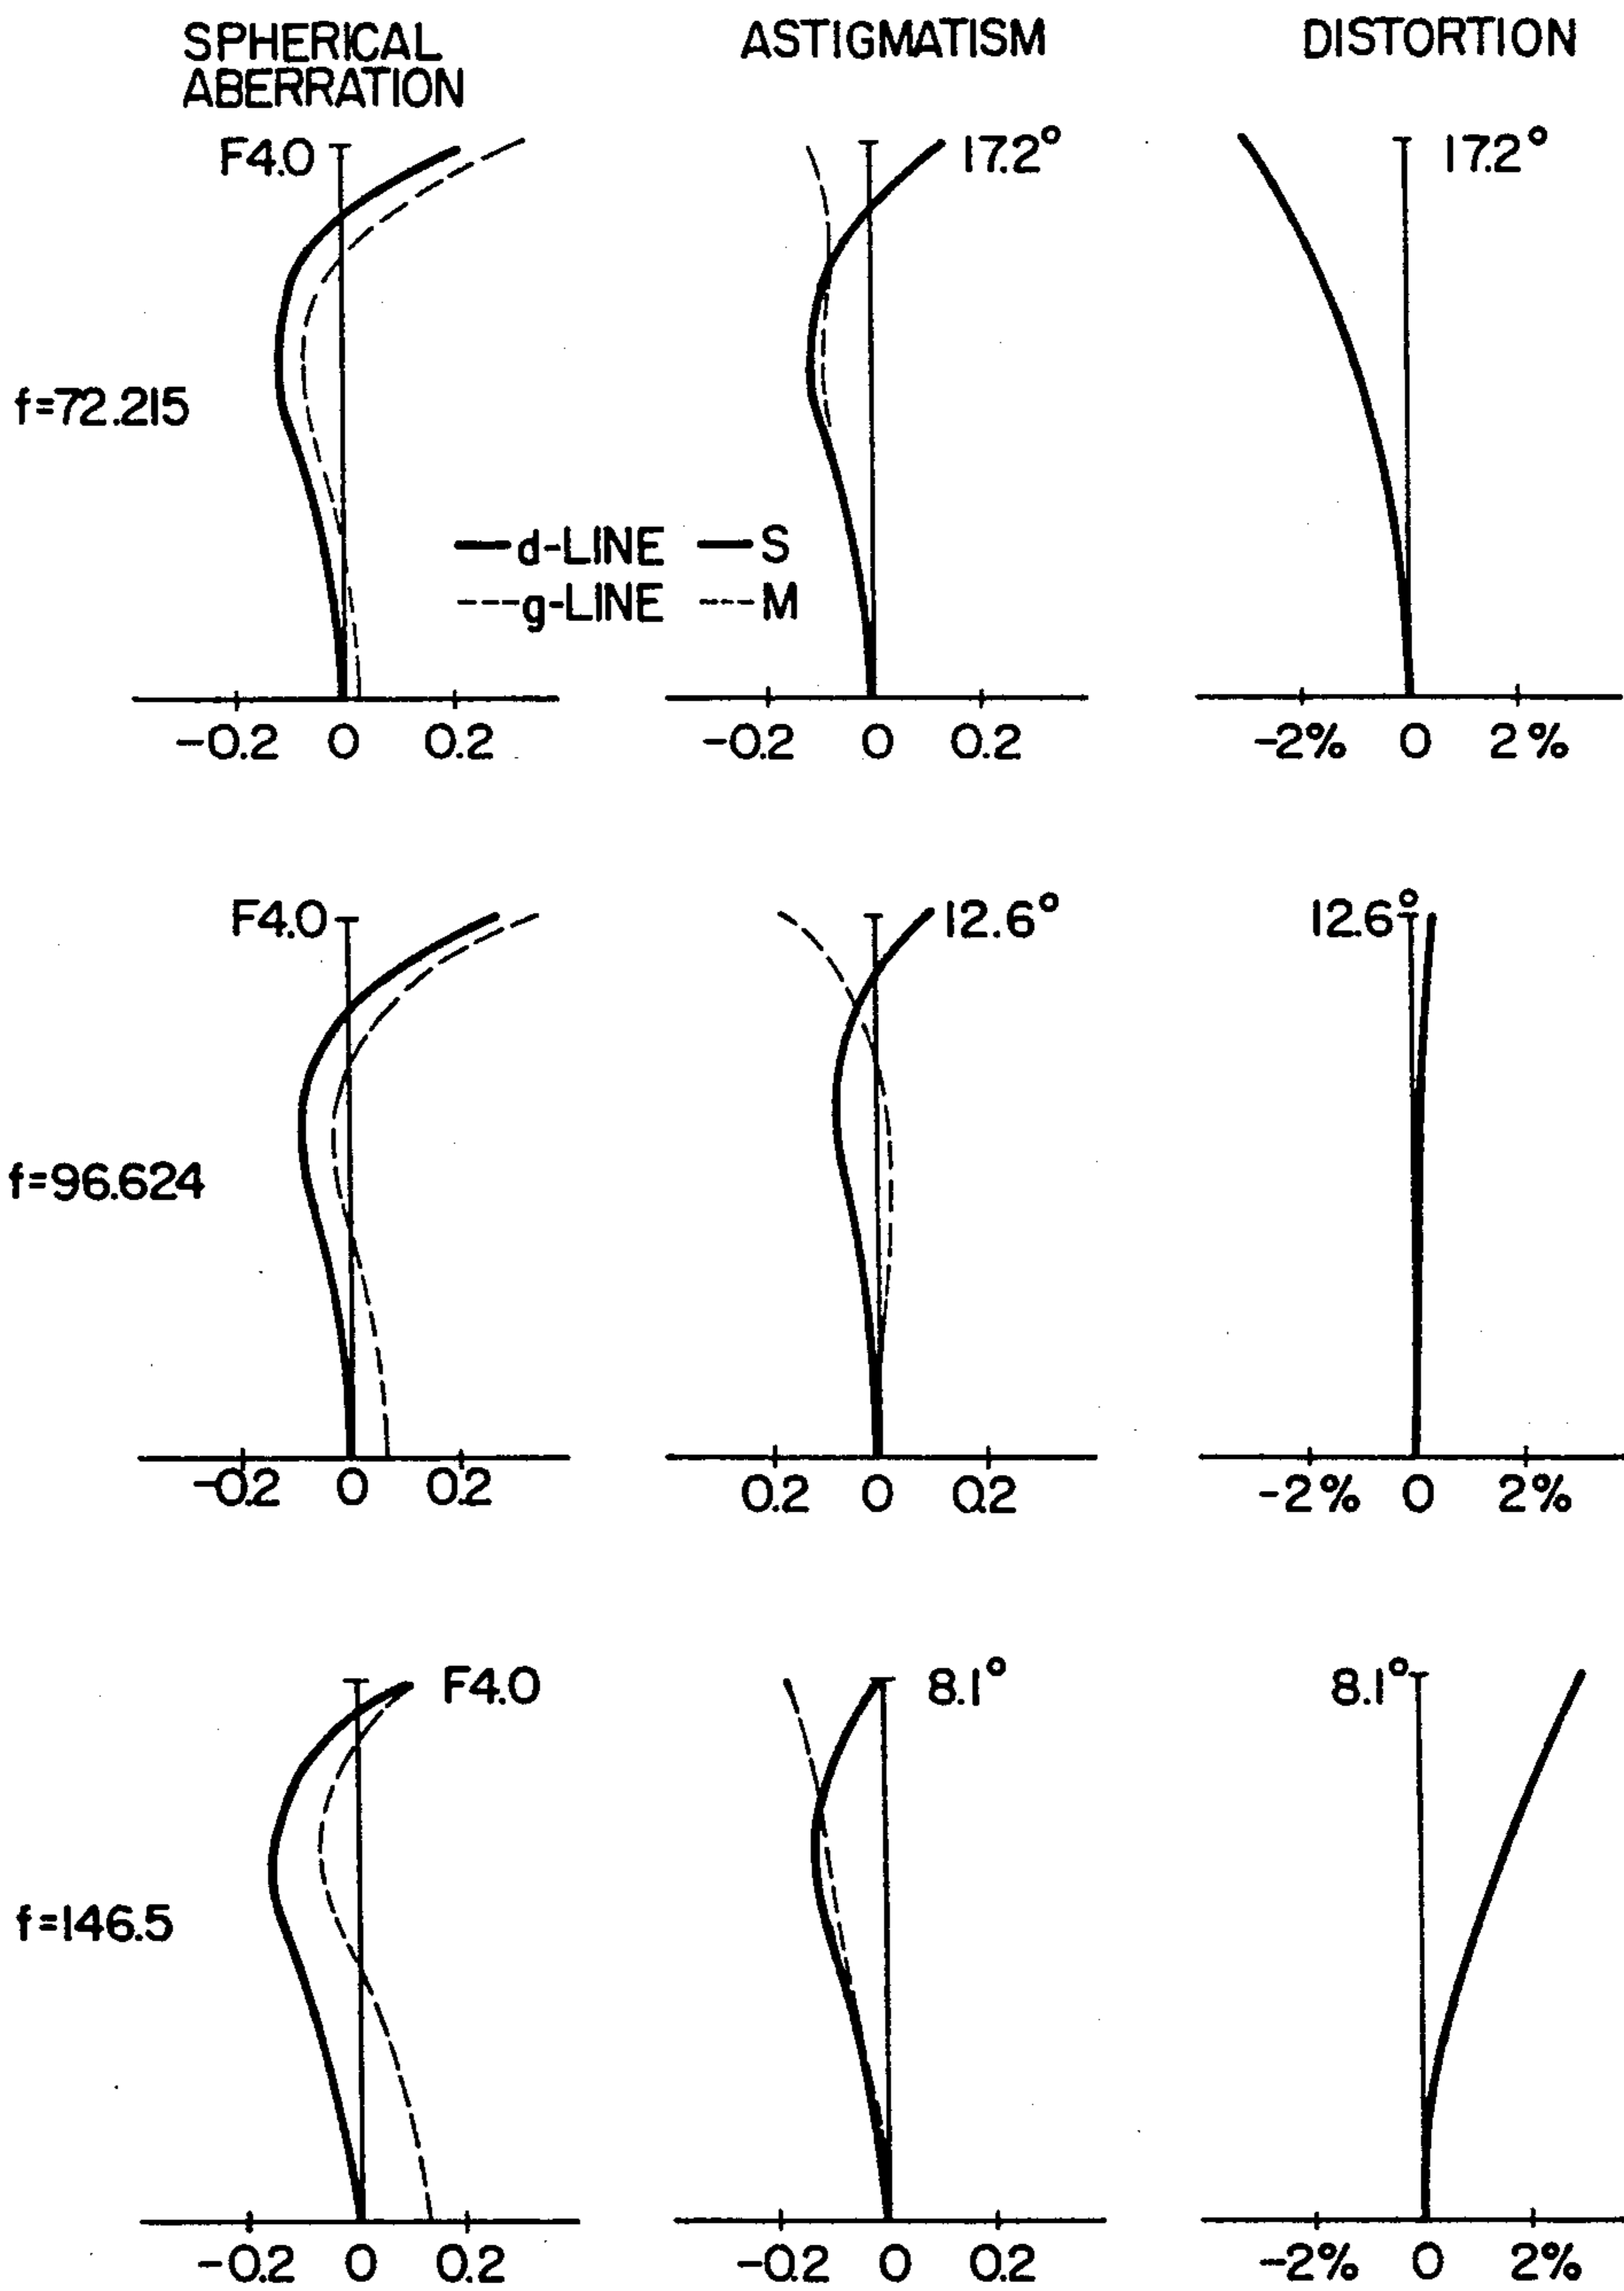 SPHERICAL
ABERRATION
ASTIGMATISM
DISTORTION
F4.0
17.2°
17.2°
f=72.215
d-LINE
S
g-LINE
M
-0.2 0 0.2
-0.2 0 0.2
-2% 0 2%
F4.0
12.6°
12.6°
f=96.624
-0.2 0 0.2
0.2 0 0.2
-2% 0 2%
F4.0
8.1°
8.1°
f=146.5
-0.2 0 0.2
-0.2 0 0.2
-2% 0 2%